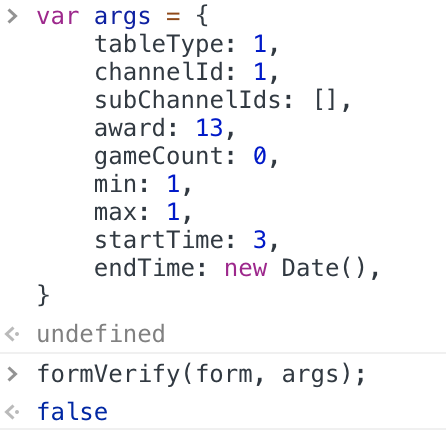 > var args = {
tableType: 1,
channelId: 1,
subChannelIds: [],
award: 13,
gameCount: 0,
min: 1,
max: 1,
startTime: 3,
endTime: new Date(),
}
undefined
> formVerify(form, args);
false